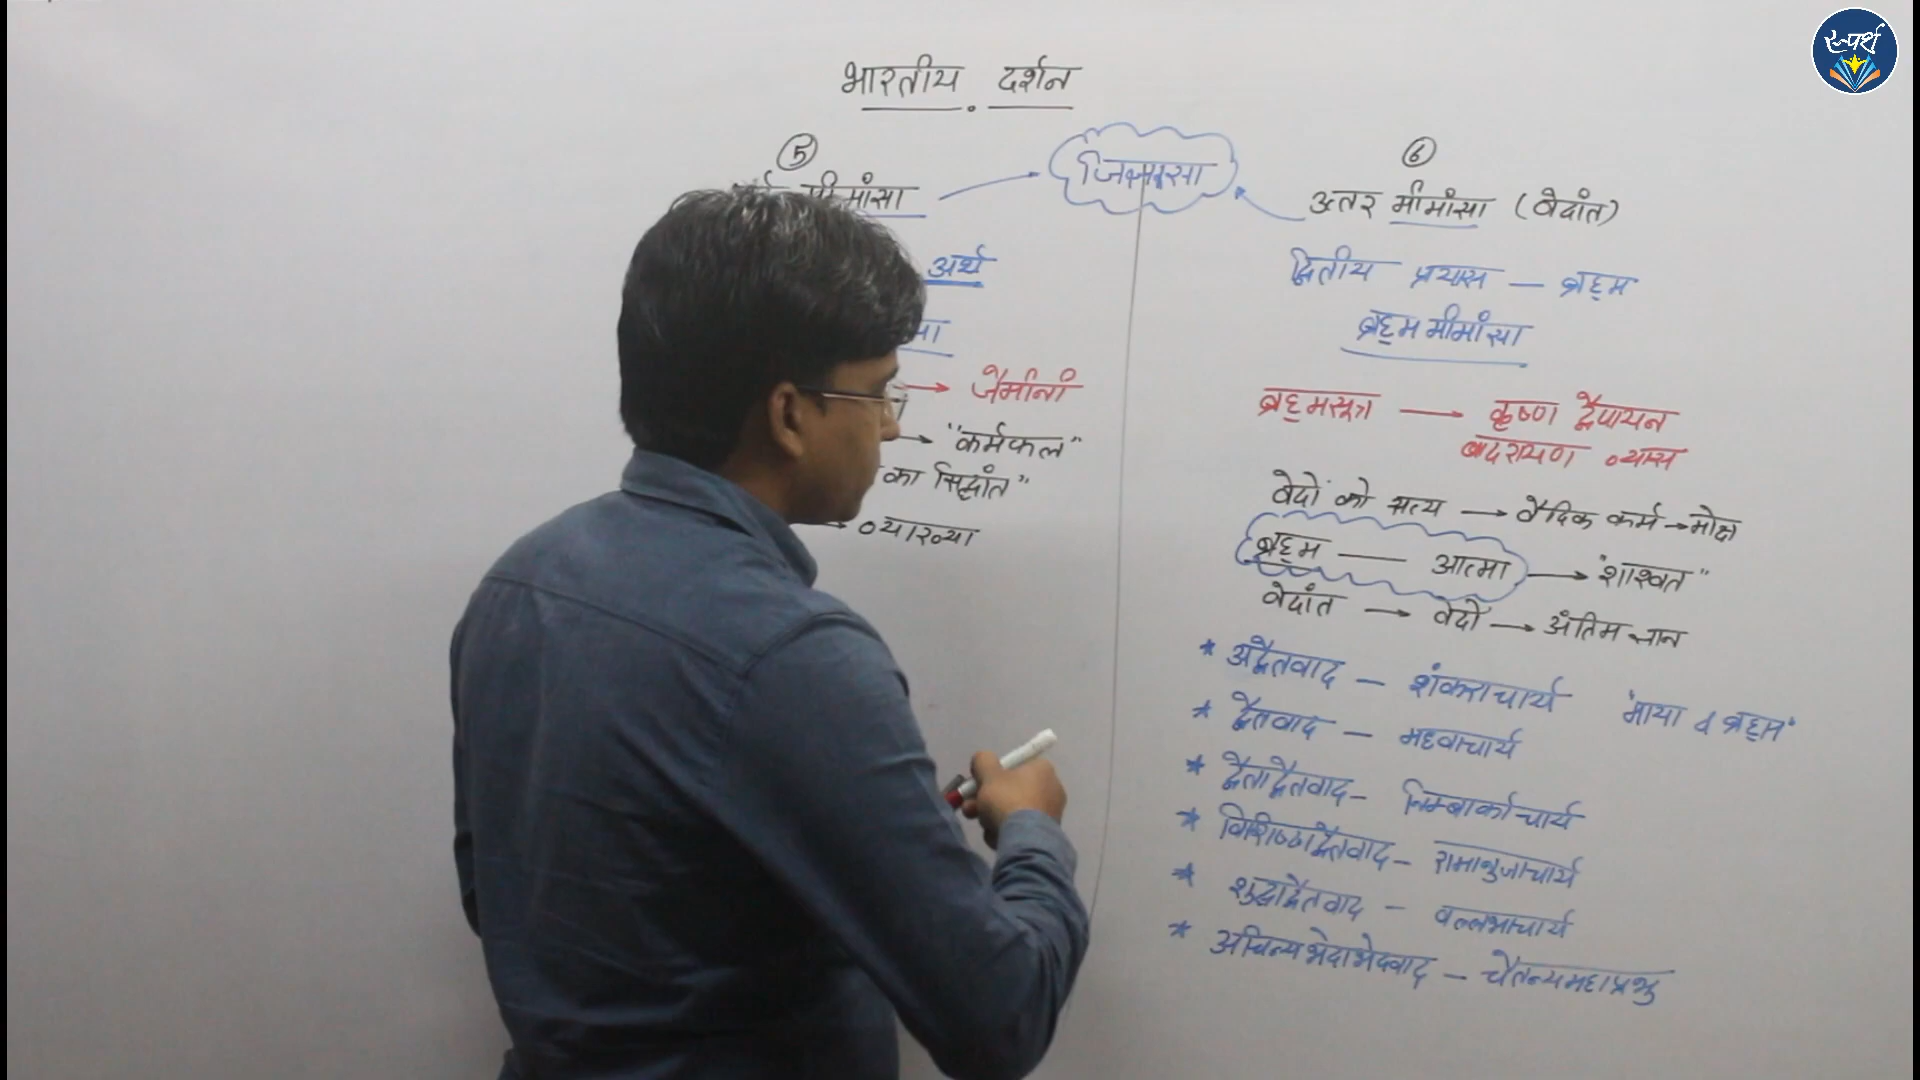 स्पर्श
भारतीय दर्शन
5
मीमांसा
जिज्ञासा
6
उत्तर मीमांसा (वेदांत)
अर्थ
द्वितीय प्रयास — ब्रह्म
ब्रह्म मीमांसा
→ जैमीनी
ब्रह्मसूत्र → कृष्ण द्वैपायन
बादरायण व्यास
→ "कर्मफल"
का सिद्धांत"
→ व्याख्या
वेदों को सत्य → वैदिक कर्म → मोक्ष
ब्रह्म — आत्मा → "शाश्वत"
वेदांत → वेदों → अंतिम ज्ञान
* अद्वैतवाद — शंकराचार्य "माया व ब्रह्म"
* द्वैतवाद — मध्वाचार्य
* द्वैताद्वैतवाद — निम्बार्काचार्य
* विशिष्टाद्वैतवाद — रामानुजाचार्य
* शुद्धाद्वैतवाद — वल्लभाचार्य
* अचिन्त्य भेदाभेदवाद — चैतन्य महाप्रभु